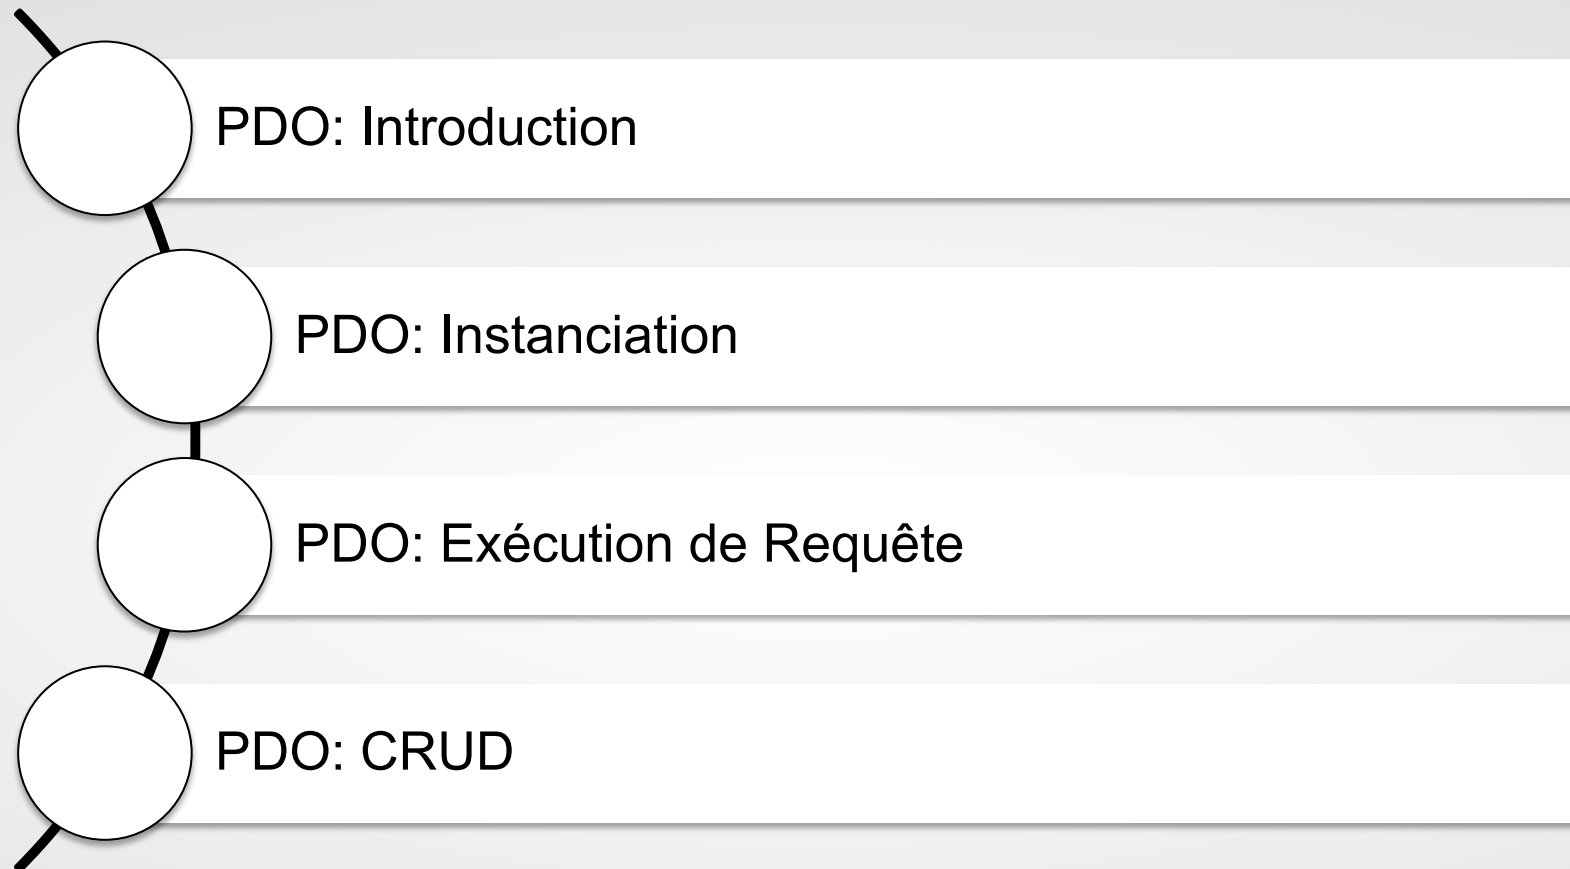 PDO: Introduction
PDO: Instanciation
PDO: Exécution de Requête
PDO: CRUD